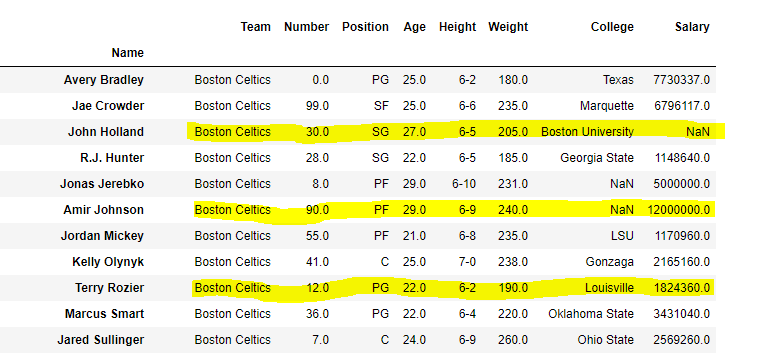 Team Number Position Age Height Weight College Salary
Name
Avery Bradley Boston Celtics 0.0 PG 25.0 6-2 180.0 Texas 7730337.0
Jae Crowder Boston Celtics 99.0 SF 25.0 6-6 235.0 Marquette 6796117.0
John Holland Boston Celtics 30.0 SG 27.0 6-5 205.0 Boston University NaN
R.J. Hunter Boston Celtics 28.0 SG 22.0 6-5 185.0 Georgia State 1148640.0
Jonas Jerebko Boston Celtics 8.0 PF 29.0 6-10 231.0 NaN 5000000.0
Amir Johnson Boston Celtics 90.0 PF 29.0 6-9 240.0 NaN 12000000.0
Jordan Mickey Boston Celtics 55.0 PF 21.0 6-8 235.0 LSU 1170960.0
Kelly Olynyk Boston Celtics 41.0 C 25.0 7-0 238.0 Gonzaga 2165160.0
Terry Rozier Boston Celtics 12.0 PG 22.0 6-2 190.0 Louisville 1824360.0
Marcus Smart Boston Celtics 36.0 PG 22.0 6-4 220.0 Oklahoma State 3431040.0
Jared Sullinger Boston Celtics 7.0 C 24.0 6-9 260.0 Ohio State 2569260.0